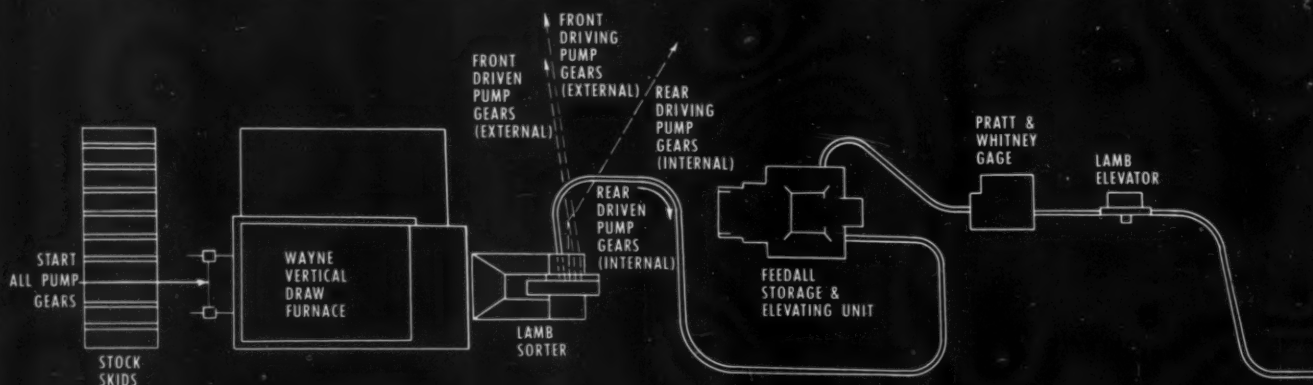 START
ALL PUMP
GEARS
STOCK
SKIDS
WAYNE
VERTICAL
DRAW
FURNACE
LAMB
SORTER
FRONT
DRIVEN
PUMP
GEARS
(EXTERNAL)
FRONT
DRIVING
PUMP
GEARS
(EXTERNAL)
REAR
DRIVING
PUMP
GEARS
(INTERNAL)
REAR
DRIVEN
PUMP
GEARS
(INTERNAL)
FEEDALL
STORAGE &
ELEVATING UNIT
PRATT &
WHITNEY
GAGE
LAMB
ELEVATOR